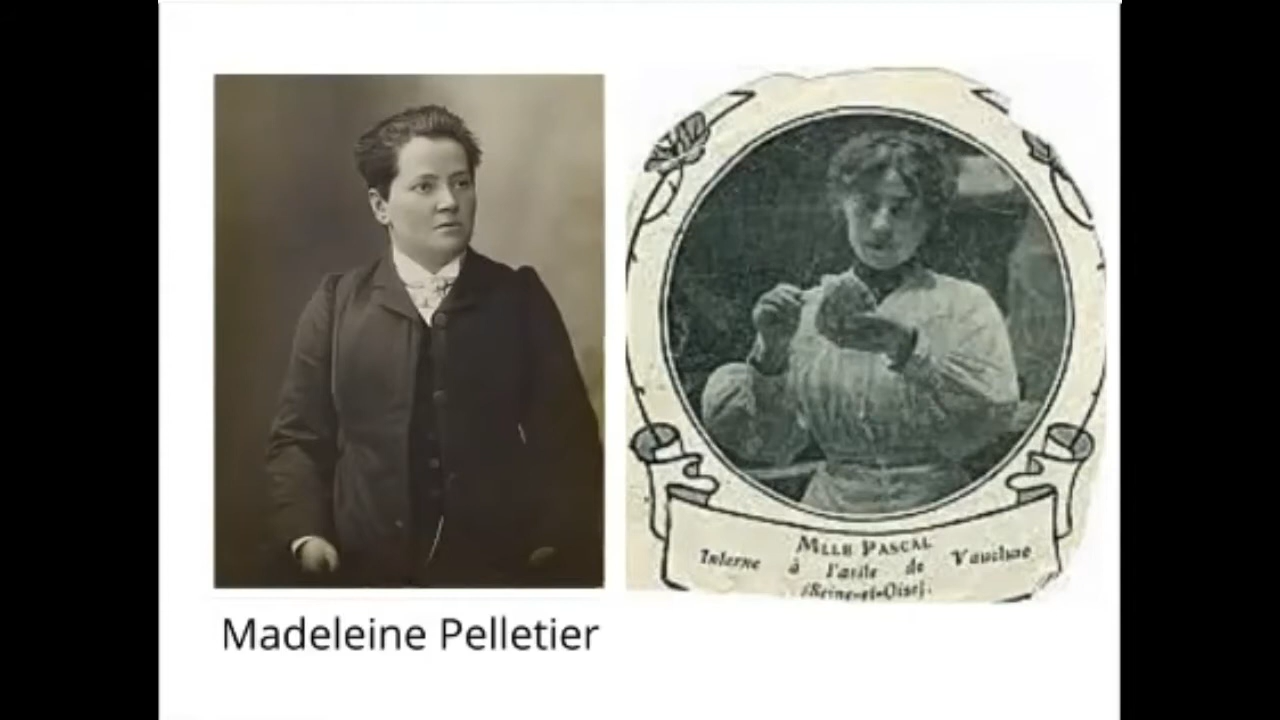 MLLE PASCAL
Interne à l'asile de Vaucluse
(Seine-et-Oise).
Madeleine Pelletier